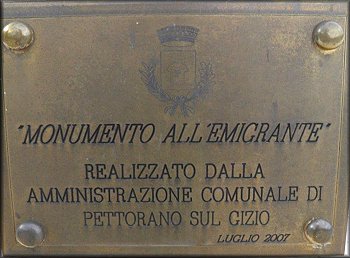 "MONUMENTO ALL'EMIGRANTE"
REALIZZATO DALLA
AMMINISTRAZIONE COMUNALE DI
PETTORANO SUL GIZIO
LUGLIO 2007